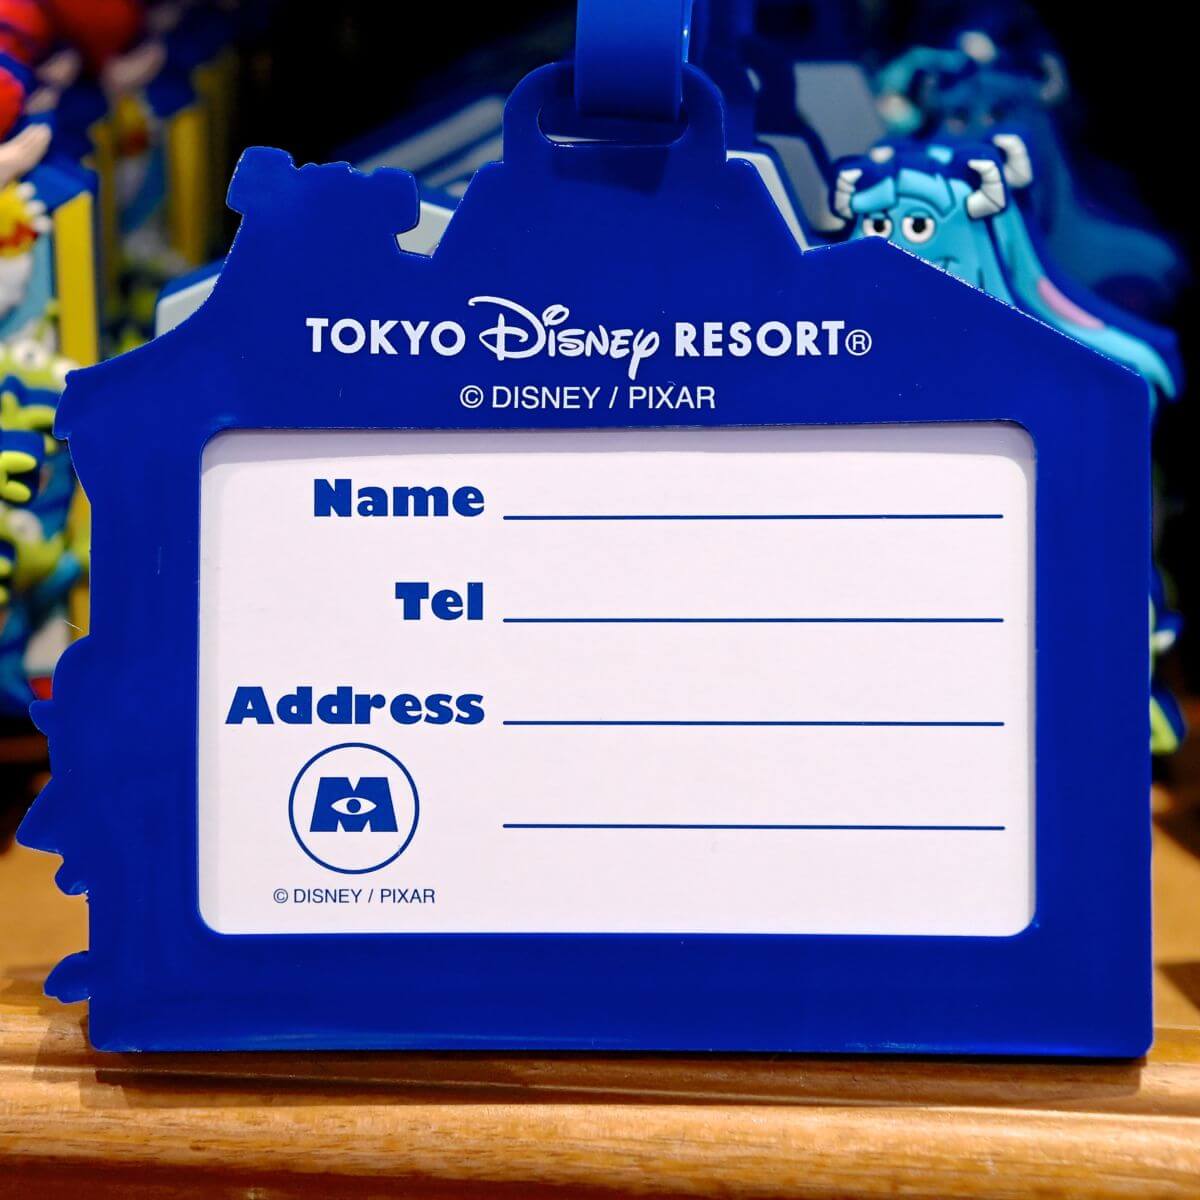 TOKYO Disney RESORT®
© DISNEY / PIXAR
Name
Tel
Address
M
© DISNEY / PIXAR